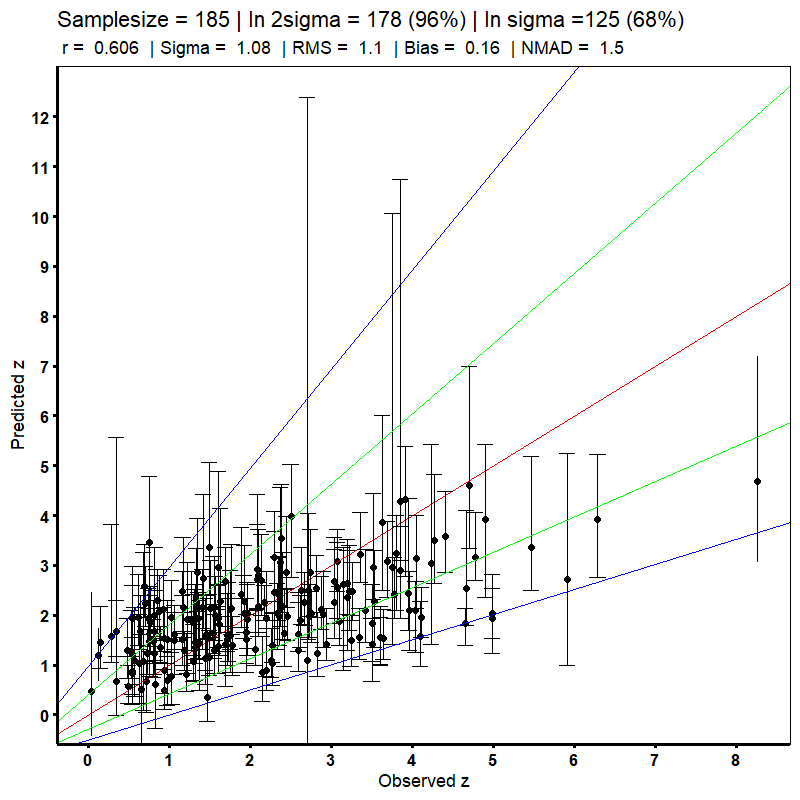 Samplesize = 185 | In 2sigma = 178 (96%) | In sigma =125 (68%)
r = 0.606 | Sigma = 1.08 | RMS = 1.1 | Bias = 0.16 | NMAD = 1.5
12
11
10
9
8
7
6
5
4
3
2
1
0
Predicted z
0 1 2 3 4 5 6 7 8
Observed z